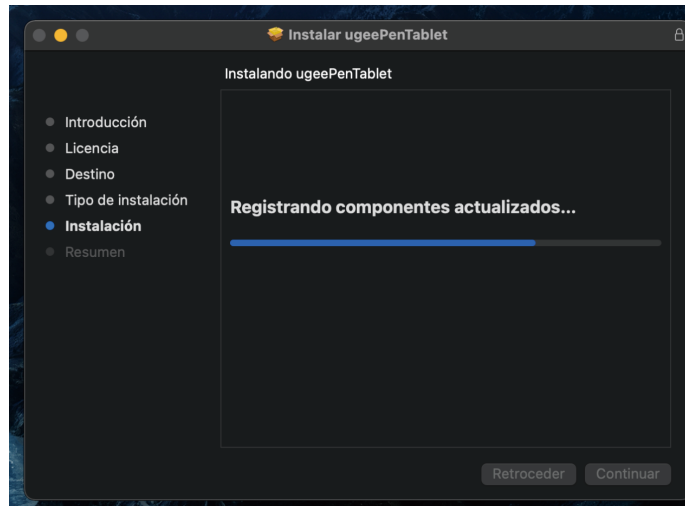 Instalar ugeePenTablet
Instalando ugeePenTablet
Introducción
Licencia
Destino
Tipo de instalación
Instalación
Resumen
Registrando componentes actualizados...
Retroceder
Continuar